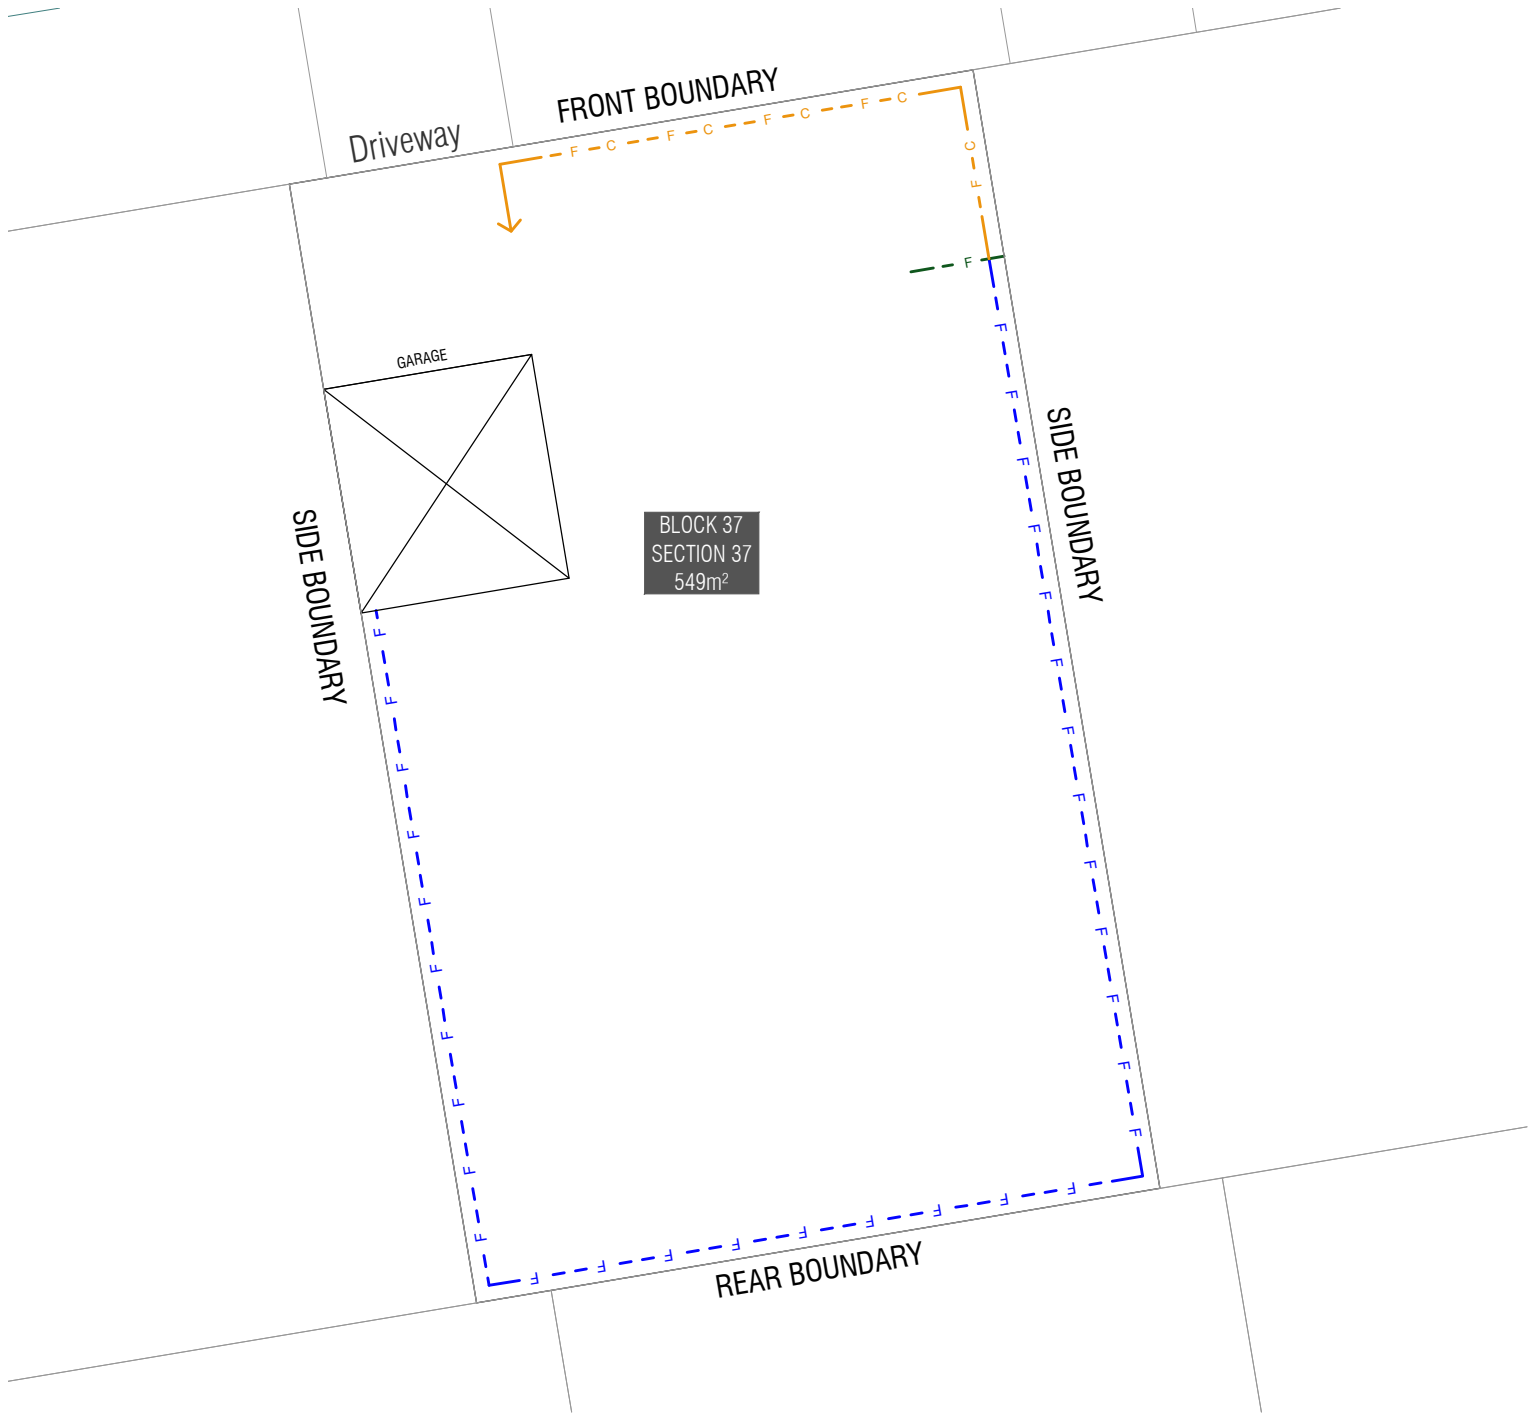 FRONT BOUNDARY
Driveway
F C F C F C F C
C F
F
GARAGE
SIDE BOUNDARY
SIDE BOUNDARY
BLOCK 37
SECTION 37
549m²
F F F F F F F F F F F F F
F F F F F F F F F F
F F F F F F F F F
REAR BOUNDARY